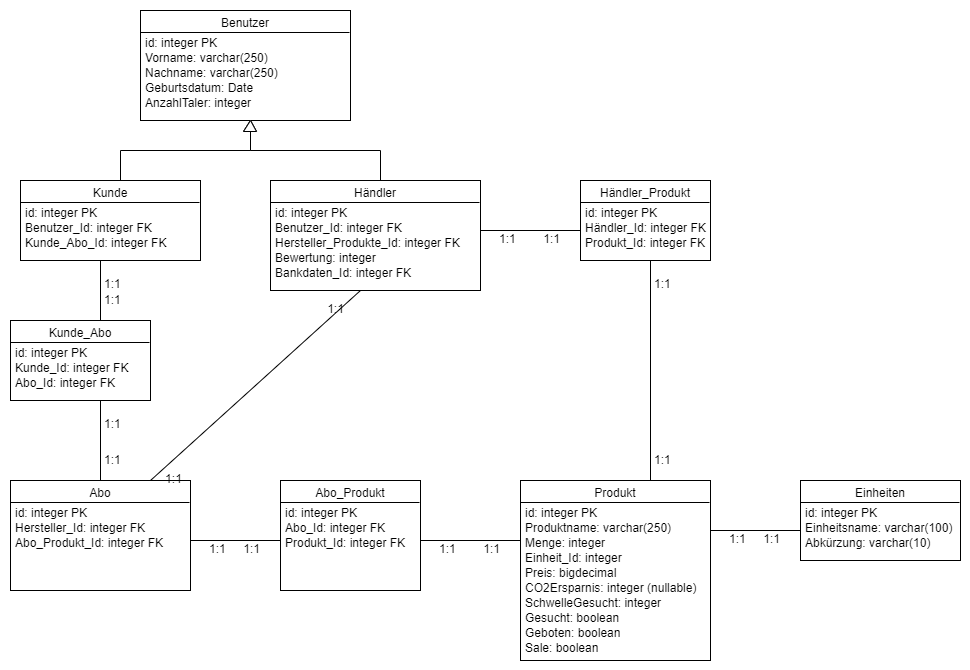 Benutzer
id: integer PK
Vorname: varchar(250)
Nachname: varchar(250)
Geburtsdatum: Date
AnzahlTaler: integer
Kunde
id: integer PK
Benutzer_Id: integer FK
Kunde_Abo_Id: integer FK
Händler
id: integer PK
Benutzer_Id: integer FK
Hersteller_Produkte_Id: integer FK
Bewertung: integer
Bankdaten_Id: integer FK
1:1 1:1
Händler_Produkt
id: integer PK
Händler_Id: integer FK
Produkt_Id: integer FK
1:1
1:1
1:1
1:1
Kunde_Abo
id: integer PK
Kunde_Id: integer FK
Abo_Id: integer FK
1:1
1:1
1:1
1:1
Abo
id: integer PK
Hersteller_Id: integer FK
Abo_Produkt_Id: integer FK
1:1 1:1
Abo_Produkt
id: integer PK
Abo_Id: integer FK
Produkt_Id: integer FK
1:1 1:1
Produkt
id: integer PK
Produktname: varchar(250)
Menge: integer
Einheit_Id: integer
Preis: bigdecimal
CO2Ersparnis: integer (nullable)
SchwelleGesucht: integer
Gesucht: boolean
Geboten: boolean
Sale: boolean
1:1 1:1
Einheiten
id: integer PK
Einheitsname: varchar(100)
Abkürzung: varchar(10)